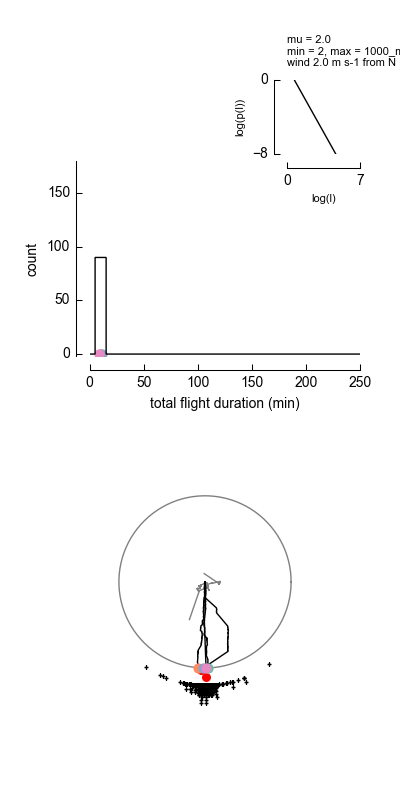 mu = 2.0
min = 2, max = 1000_m
wind 2.0 m s-1 from N
0
−8
log(p(l))
0 7
log(l)
150
100
50
0
count
0 50 100 150 200 250
total flight duration (min)